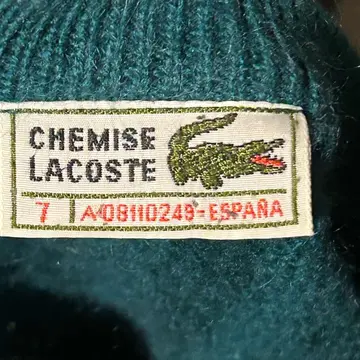 CHEMISE
LACOSTE
7 A-08110249-ESPAÑA